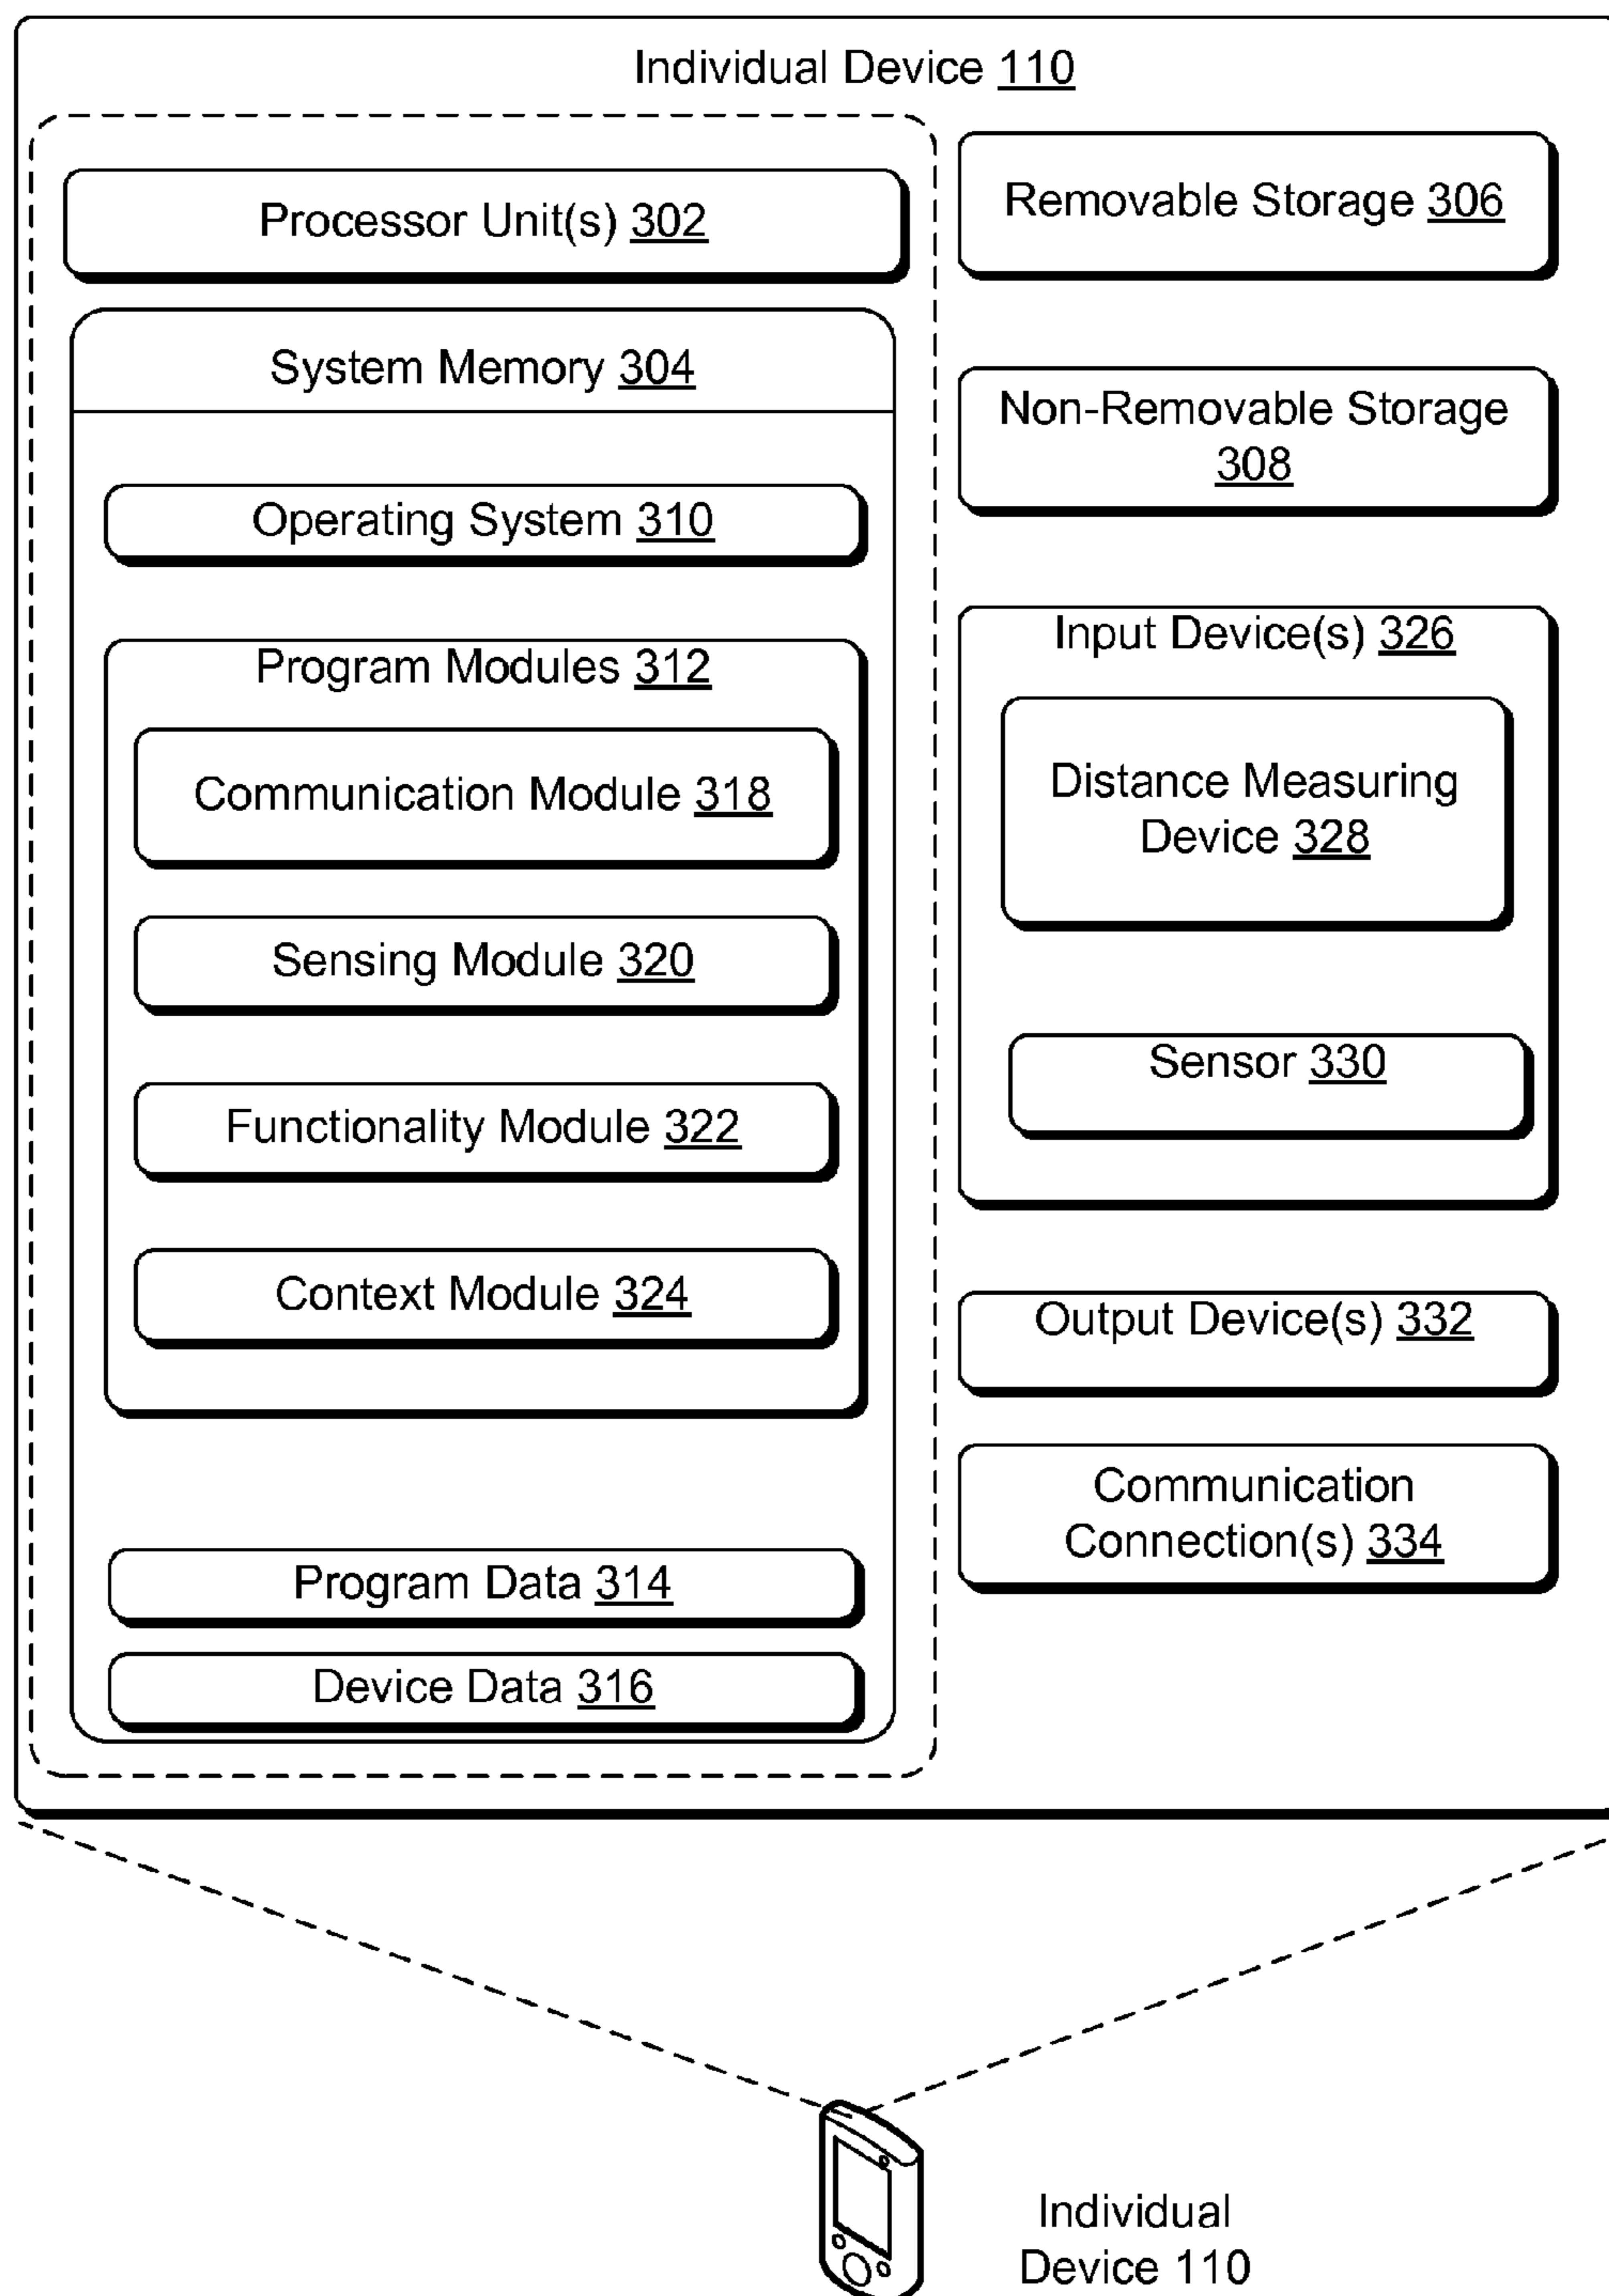 Individual Device 110
Processor Unit(s) 302
System Memory 304
Operating System 310
Program Modules 312
Communication Module 318
Sensing Module 320
Functionality Module 322
Context Module 324
Program Data 314
Device Data 316
Removable Storage 306
Non-Removable Storage
308
Input Device(s) 326
Distance Measuring
Device 328
Sensor 330
Output Device(s) 332
Communication
Connection(s) 334
Individual
Device 110